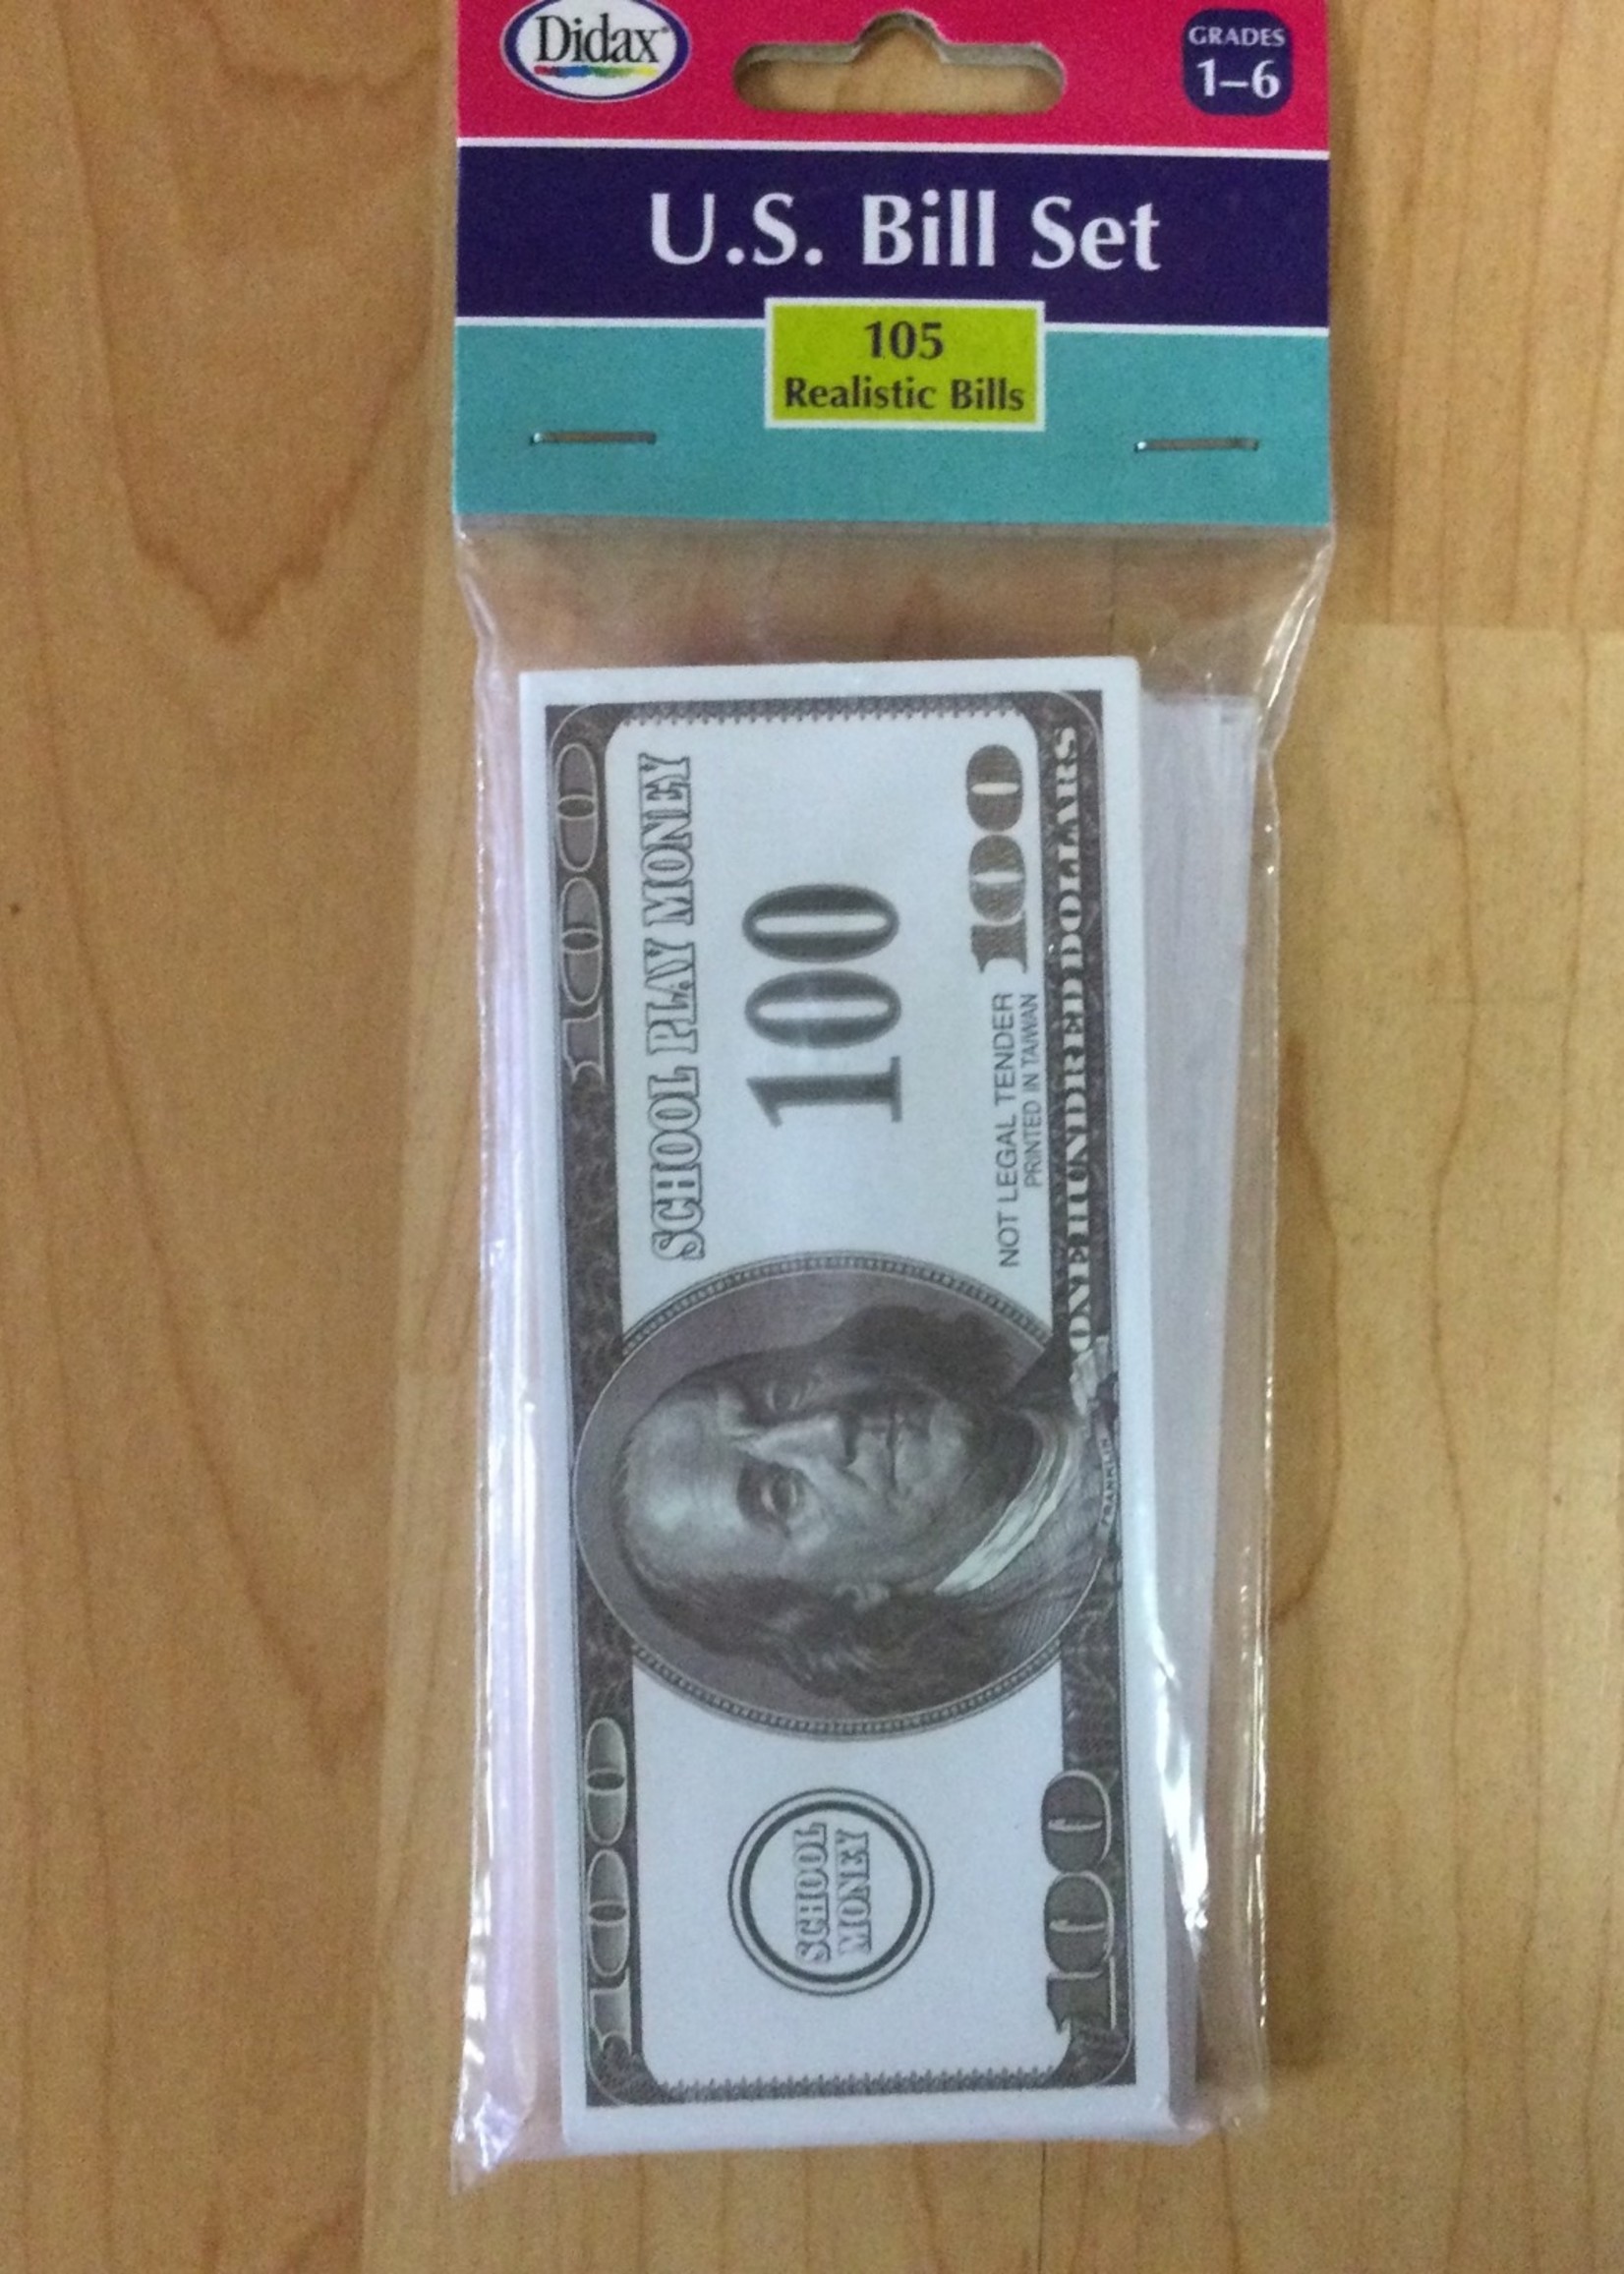 Didax
GRADES
1–6
U.S. Bill Set
105
Realistic Bills
100
100
SCHOOL PLAY MONEY
100
NOT LEGAL TENDER
PRINTED IN TAIWAN
100
SCHOOL
MONEY
FRANKLIN
100
ONE HUNDRED DOLLARS